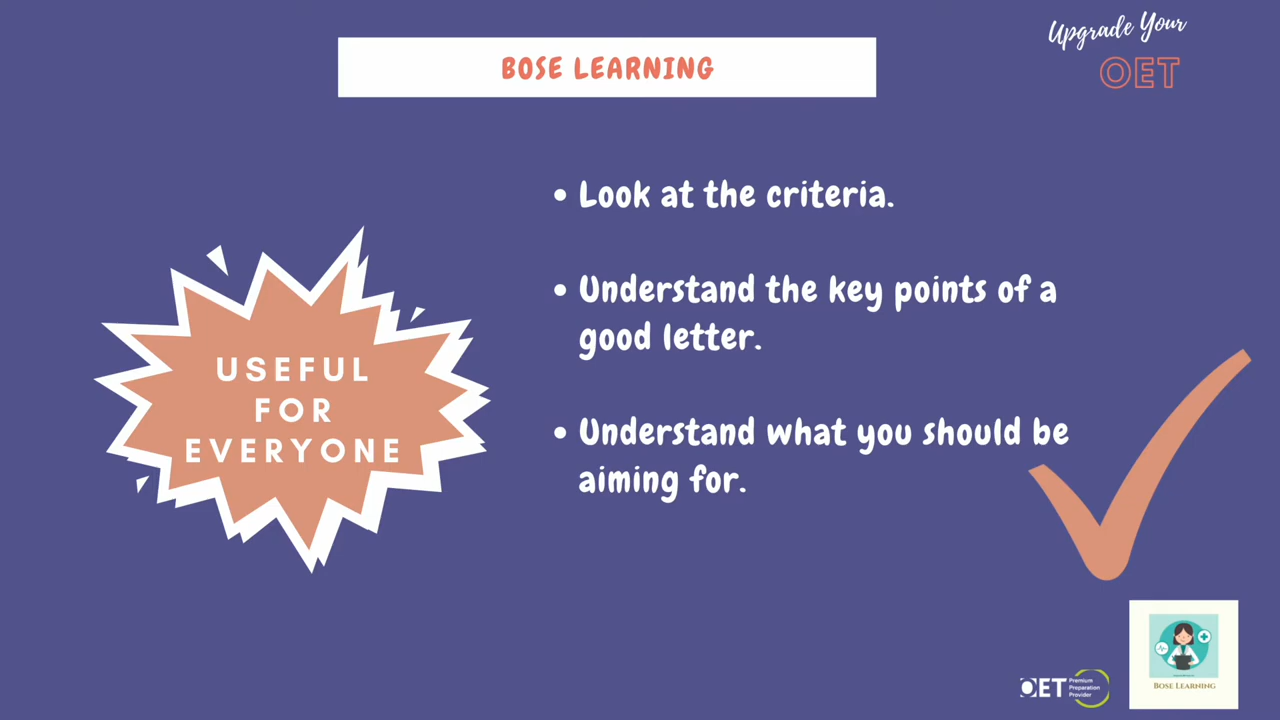 Upgrade Your
OET
BOSE LEARNING
• Look at the criteria.
• Understand the key points of a
good letter.
• Understand what you should be
aiming for.
USEFUL
FOR
EVERYONE
OET Premium
Preparation
Provider
BOSE LEARNING